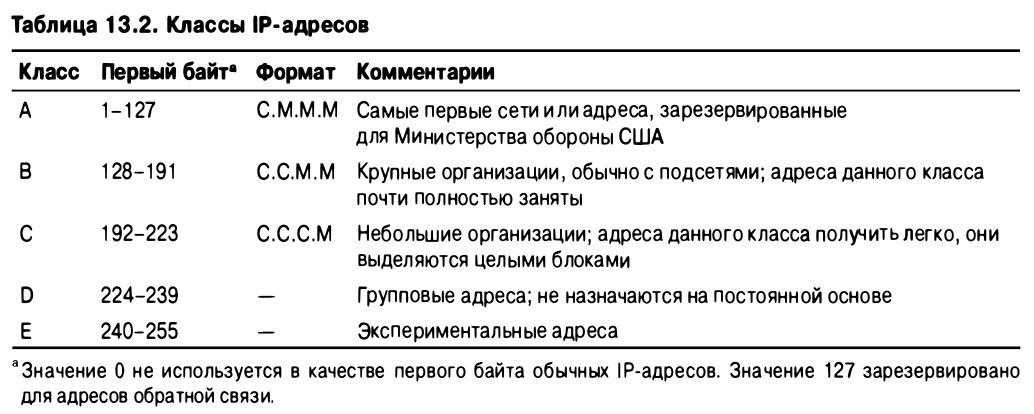 Таблица 13.2. Классы IP-адресов
Класс Первый байтª Формат Комментарии
A 1–127 С.М.М.М Самые первые сети или адреса, зарезервированные
для Министерства обороны США
B 128–191 С.С.М.М Крупные организации, обычно с подсетями; адреса данного класса
почти полностью заняты
C 192–223 С.С.С.М Небольшие организации; адреса данного класса получить легко, они
выделяются целыми блоками
D 224–239 — Групповые адреса; не назначаются на постоянной основе
E 240–255 — Экспериментальные адреса
ª Значение 0 не используется в качестве первого байта обычных IP-адресов. Значение 127 зарезервировано
для адресов обратной связи.